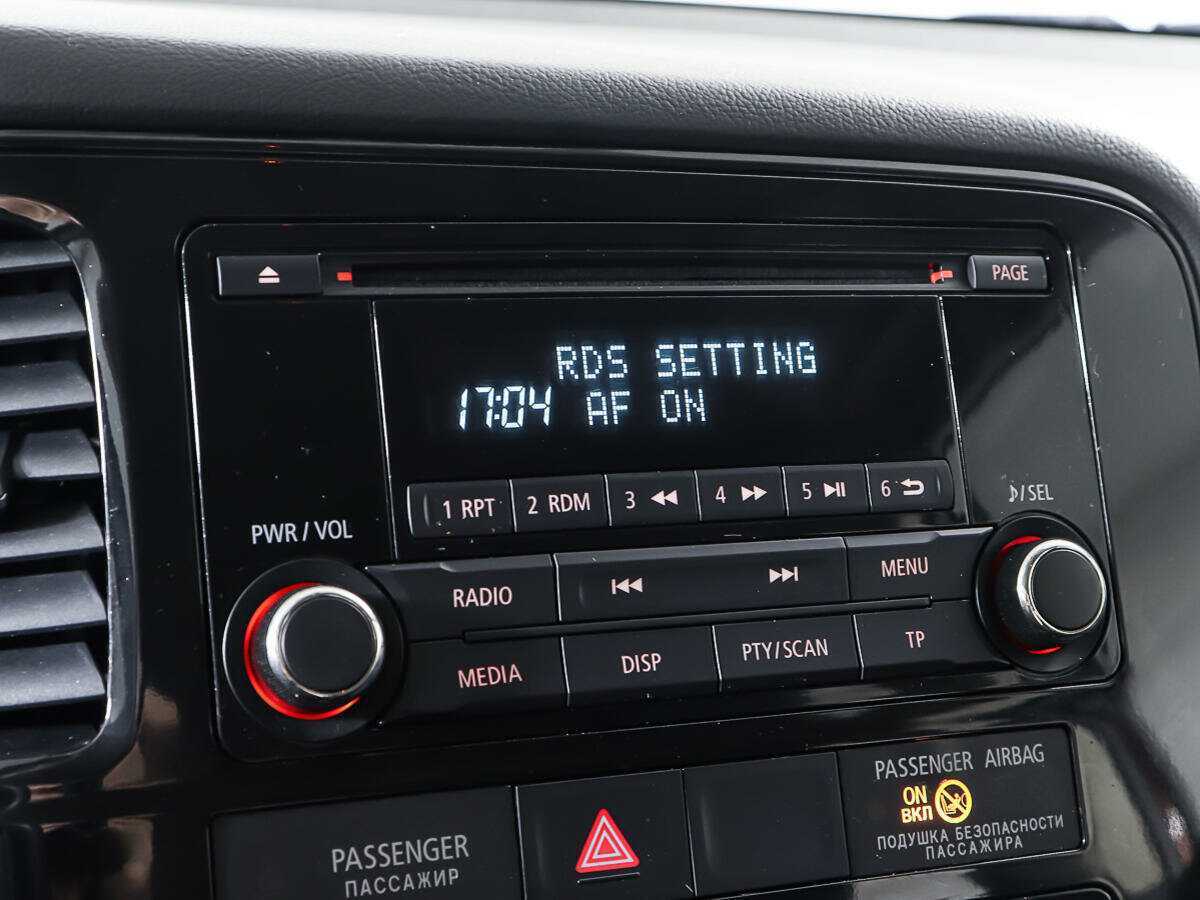 PAGE
RDS SETTING
17:04 AF ON
1 RPT 2 RDM 3 4 5 6
PWR / VOL
♪/SEL
RADIO
MENU
MEDIA
DISP
PTY/SCAN
TP
PASSENGER AIRBAG
ON
ВКЛ
ПОДУШКА БЕЗОПАСНОСТИ
ПАССАЖИРА
PASSENGER
ПАССАЖИР